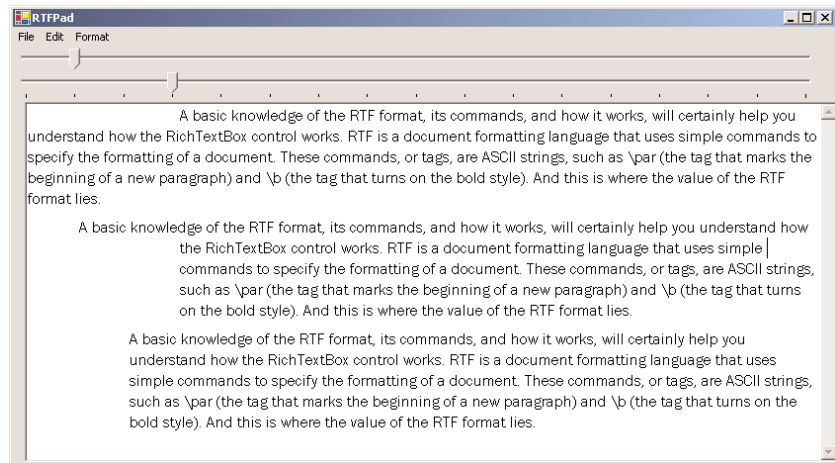 RTFPad
File Edit Format
A basic knowledge of the RTF format, its commands, and how it works, will certainly help you
understand how the RichTextBox control works. RTF is a document formatting language that uses simple commands to
specify the formatting of a document. These commands, or tags, are ASCII strings, such as \par (the tag that marks the
beginning of a new paragraph) and \b (the tag that turns on the bold style). And this is where the value of the RTF
format lies.
A basic knowledge of the RTF format, its commands, and how it works, will certainly help you understand how
the RichTextBox control works. RTF is a document formatting language that uses simple
commands to specify the formatting of a document. These commands, or tags, are ASCII strings,
such as \par (the tag that marks the beginning of a new paragraph) and \b (the tag that turns
on the bold style). And this is where the value of the RTF format lies.
A basic knowledge of the RTF format, its commands, and how it works, will certainly help you
understand how the RichTextBox control works. RTF is a document formatting language that uses
simple commands to specify the formatting of a document. These commands, or tags, are ASCII strings,
such as \par (the tag that marks the beginning of a new paragraph) and \b (the tag that turns on the
bold style). And this is where the value of the RTF format lies.